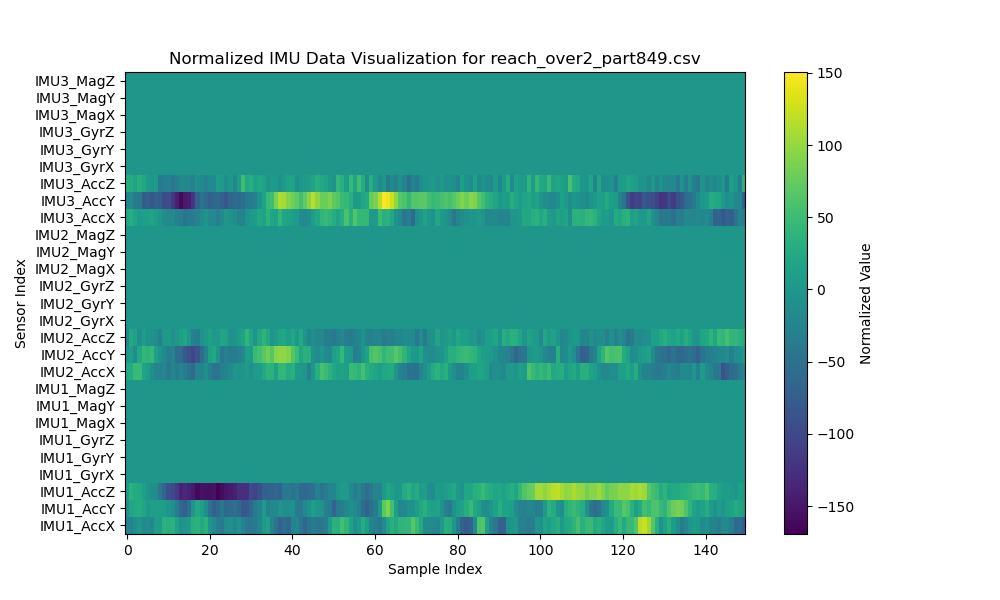 Normalized IMU Data Visualization for reach_over2_part849.csv
Sensor Index
IMU3_MagZ
IMU3_MagY
IMU3_MagX
IMU3_GyrZ
IMU3_GyrY
IMU3_GyrX
IMU3_AccZ
IMU3_AccY
IMU3_AccX
IMU2_MagZ
IMU2_MagY
IMU2_MagX
IMU2_GyrZ
IMU2_GyrY
IMU2_GyrX
IMU2_AccZ
IMU2_AccY
IMU2_AccX
IMU1_MagZ
IMU1_MagY
IMU1_MagX
IMU1_GyrZ
IMU1_GyrY
IMU1_GyrX
IMU1_AccZ
IMU1_AccY
IMU1_AccX
0 20 40 60 80 100 120 140
Sample Index
150
100
50
0
−50
−100
−150
Normalized Value